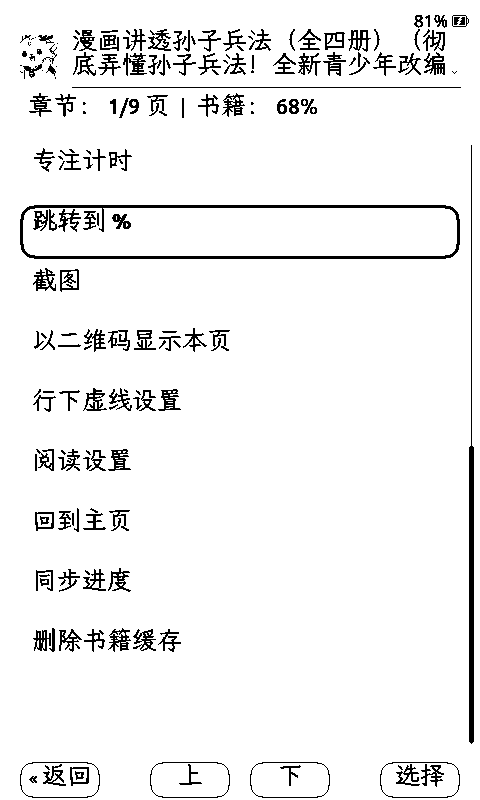 81%
漫画讲透孙子兵法（全四册）（彻
底弄懂孙子兵法！全新青少年改编
章节： 1/9 页 | 书籍： 68%
专注计时
跳转到 %
截图
以二维码显示本页
行下虚线设置
阅读设置
回到主页
同步进度
删除书籍缓存
« 返回
上
下
选择